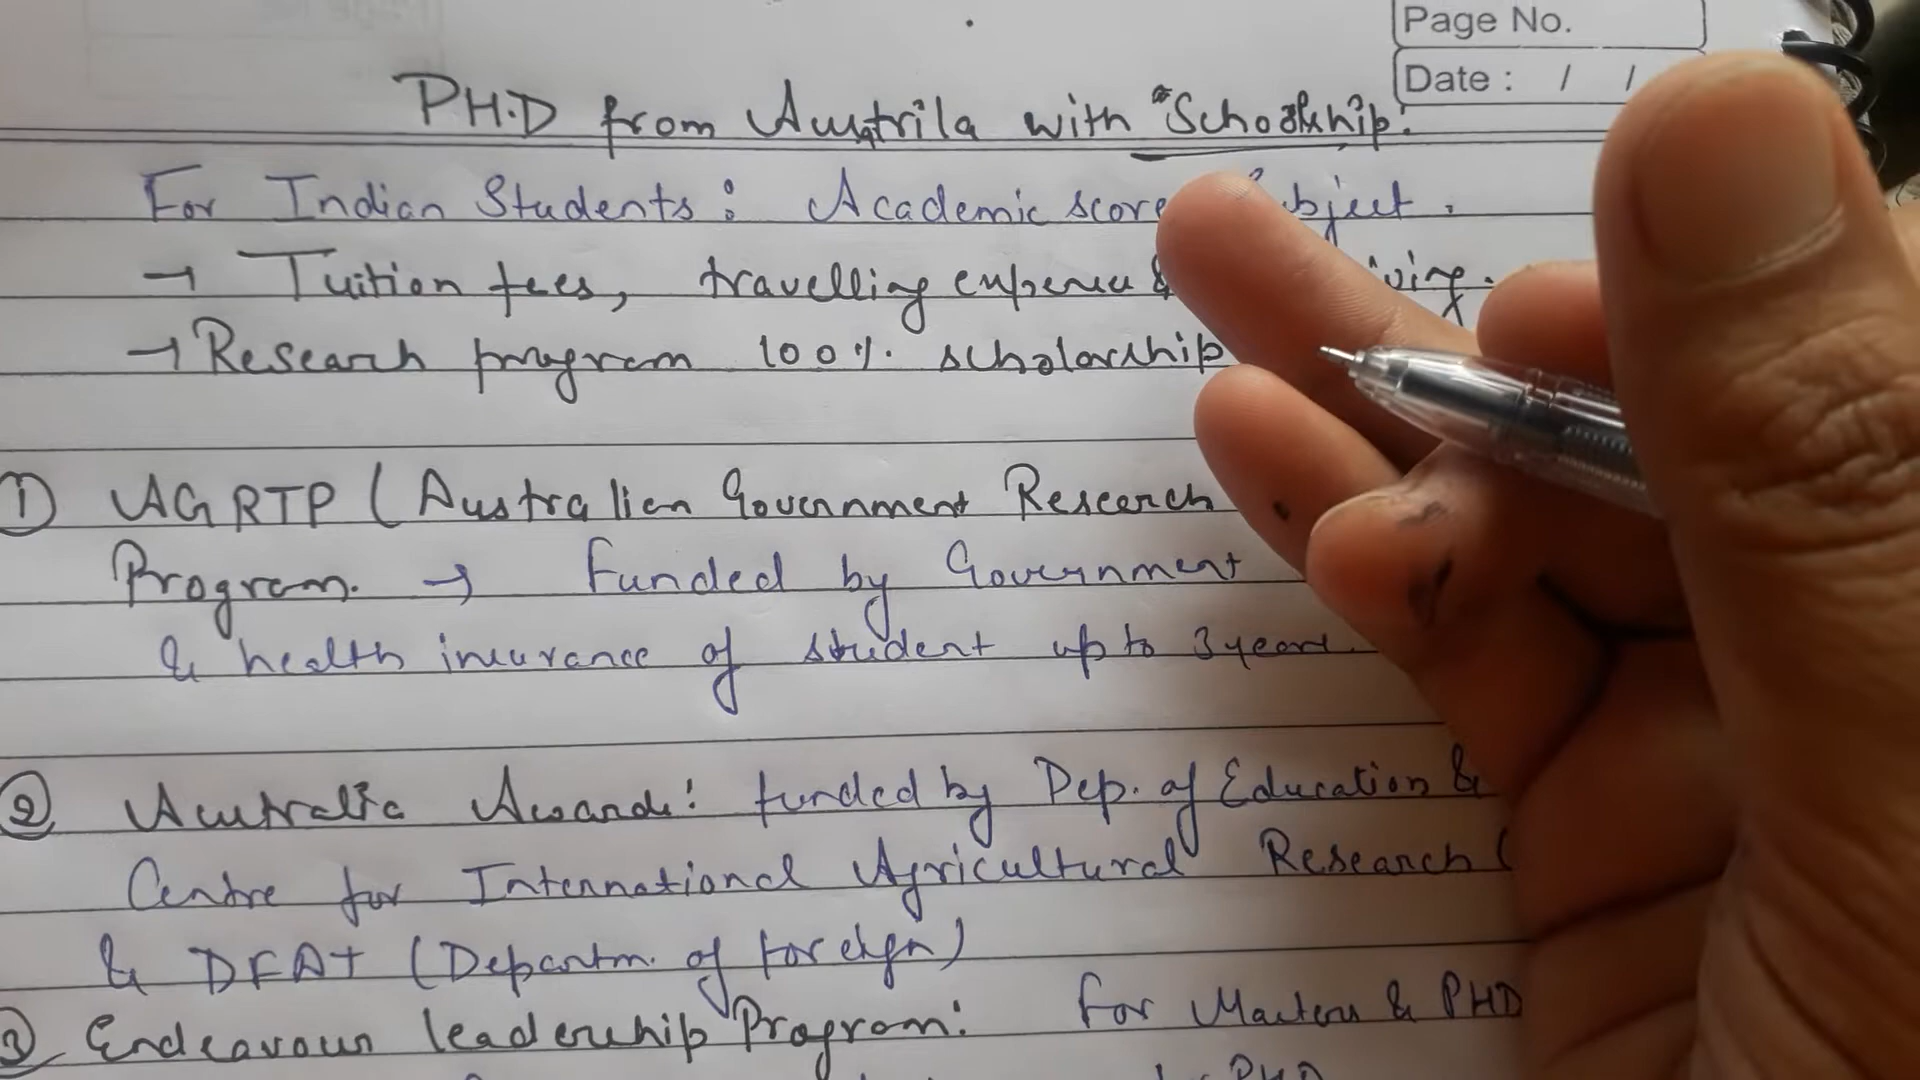 Page No.
Date : / /
PH.D from Austrila with "Schoolship".
For Indian Students : Academic score bject.
→ Tuition fees, travelling expense & iving.
→ Research program 100%. scholarship
① AGRTP ( Australian Government Research
Program. → Funded by Government
& health insurance of student up to 3 years.
② Australia Awards: funded by Dep. of Education &
Centre for International Agricultural Research (
& DFAT (Departm. of foreign)
③ Endeavour leadership Program: For Masters & PHD
PHD